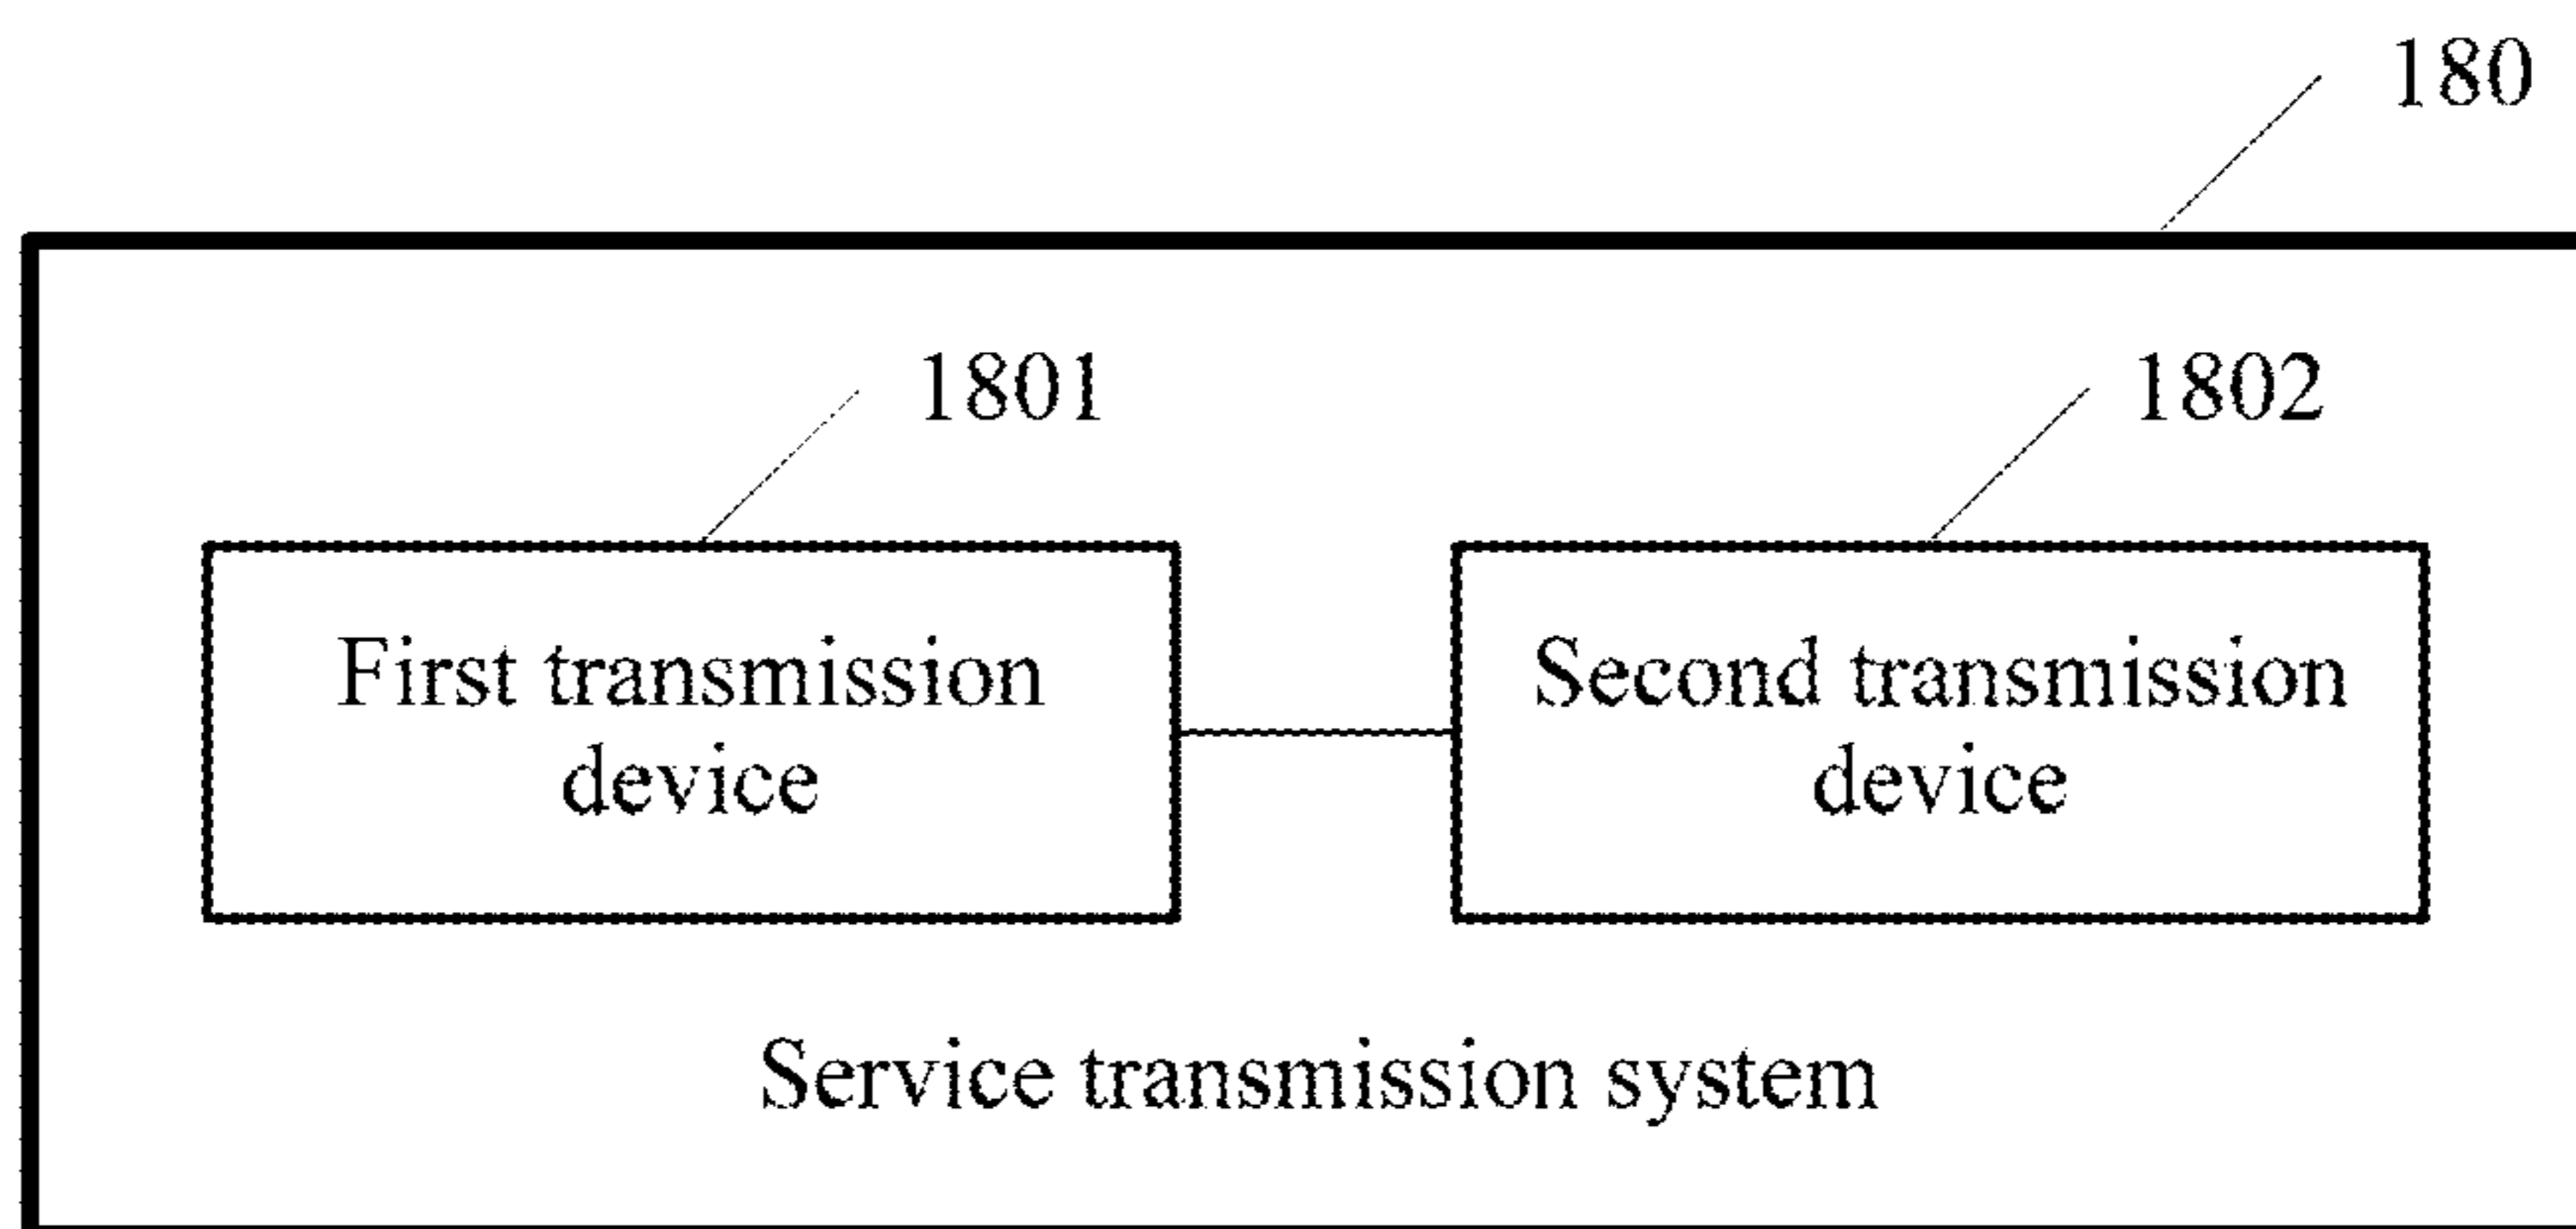 180
1801
1802
First transmission
device
Second transmission
device
Service transmission system